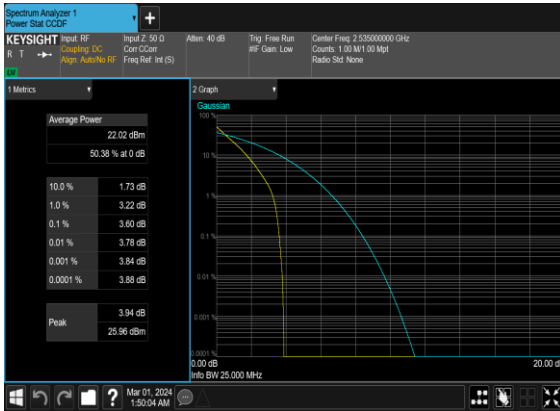 Spectrum Analyzer 1
Power Stat CCDF
KEYSIGHT
R T
LXI
Input: RF
Coupling: DC
Align: Auto/No RF
Input Z: 50 Ω
Corr CCorr
Freq Ref: Int (S)
Atten: 40 dB
Trig: Free Run
#IF Gain: Low
Center Freq: 2.535000000 GHz
Counts: 1.00 M/1.00 Mpt
Radio Std: None
1 Metrics
Average Power
22.02 dBm
50.38 % at 0 dB
10.0 % 1.73 dB
1.0 % 3.22 dB
0.1 % 3.60 dB
0.01 % 3.78 dB
0.001 % 3.84 dB
0.0001 % 3.88 dB
Peak
3.94 dB
25.96 dBm
2 Graph
Gaussian
100 %
10 %
1 %
0.1 %
0.01 %
0.001 %
0.0001 %
0.00 dB
20.00 d
Info BW 25.000 MHz
Mar 01, 2024
1:50:04 AM